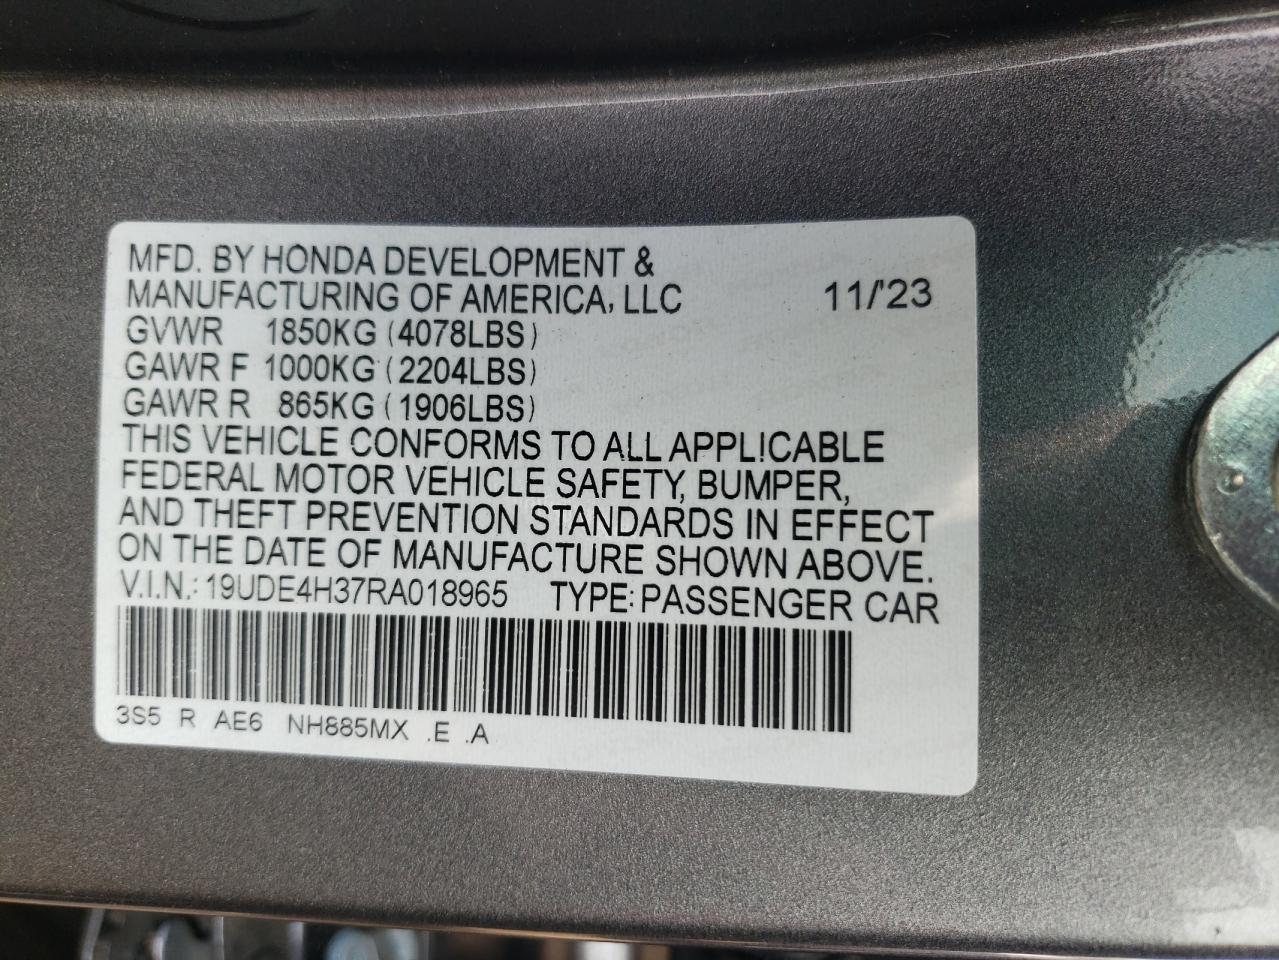 MFD. BY HONDA DEVELOPMENT &
MANUFACTURING OF AMERICA, LLC 11/'23
GVWR 1850KG (4078LBS)
GAWR F 1000KG (2204LBS)
GAWR R 865KG (1906LBS)
THIS VEHICLE CONFORMS TO ALL APPLICABLE
FEDERAL MOTOR VEHICLE SAFETY, BUMPER,
AND THEFT PREVENTION STANDARDS IN EFFECT
ON THE DATE OF MANUFACTURE SHOWN ABOVE.
V.I.N.: 19UDE4H37RA018965 TYPE: PASSENGER CAR
3S5 R AE6 NH885MX .E .A